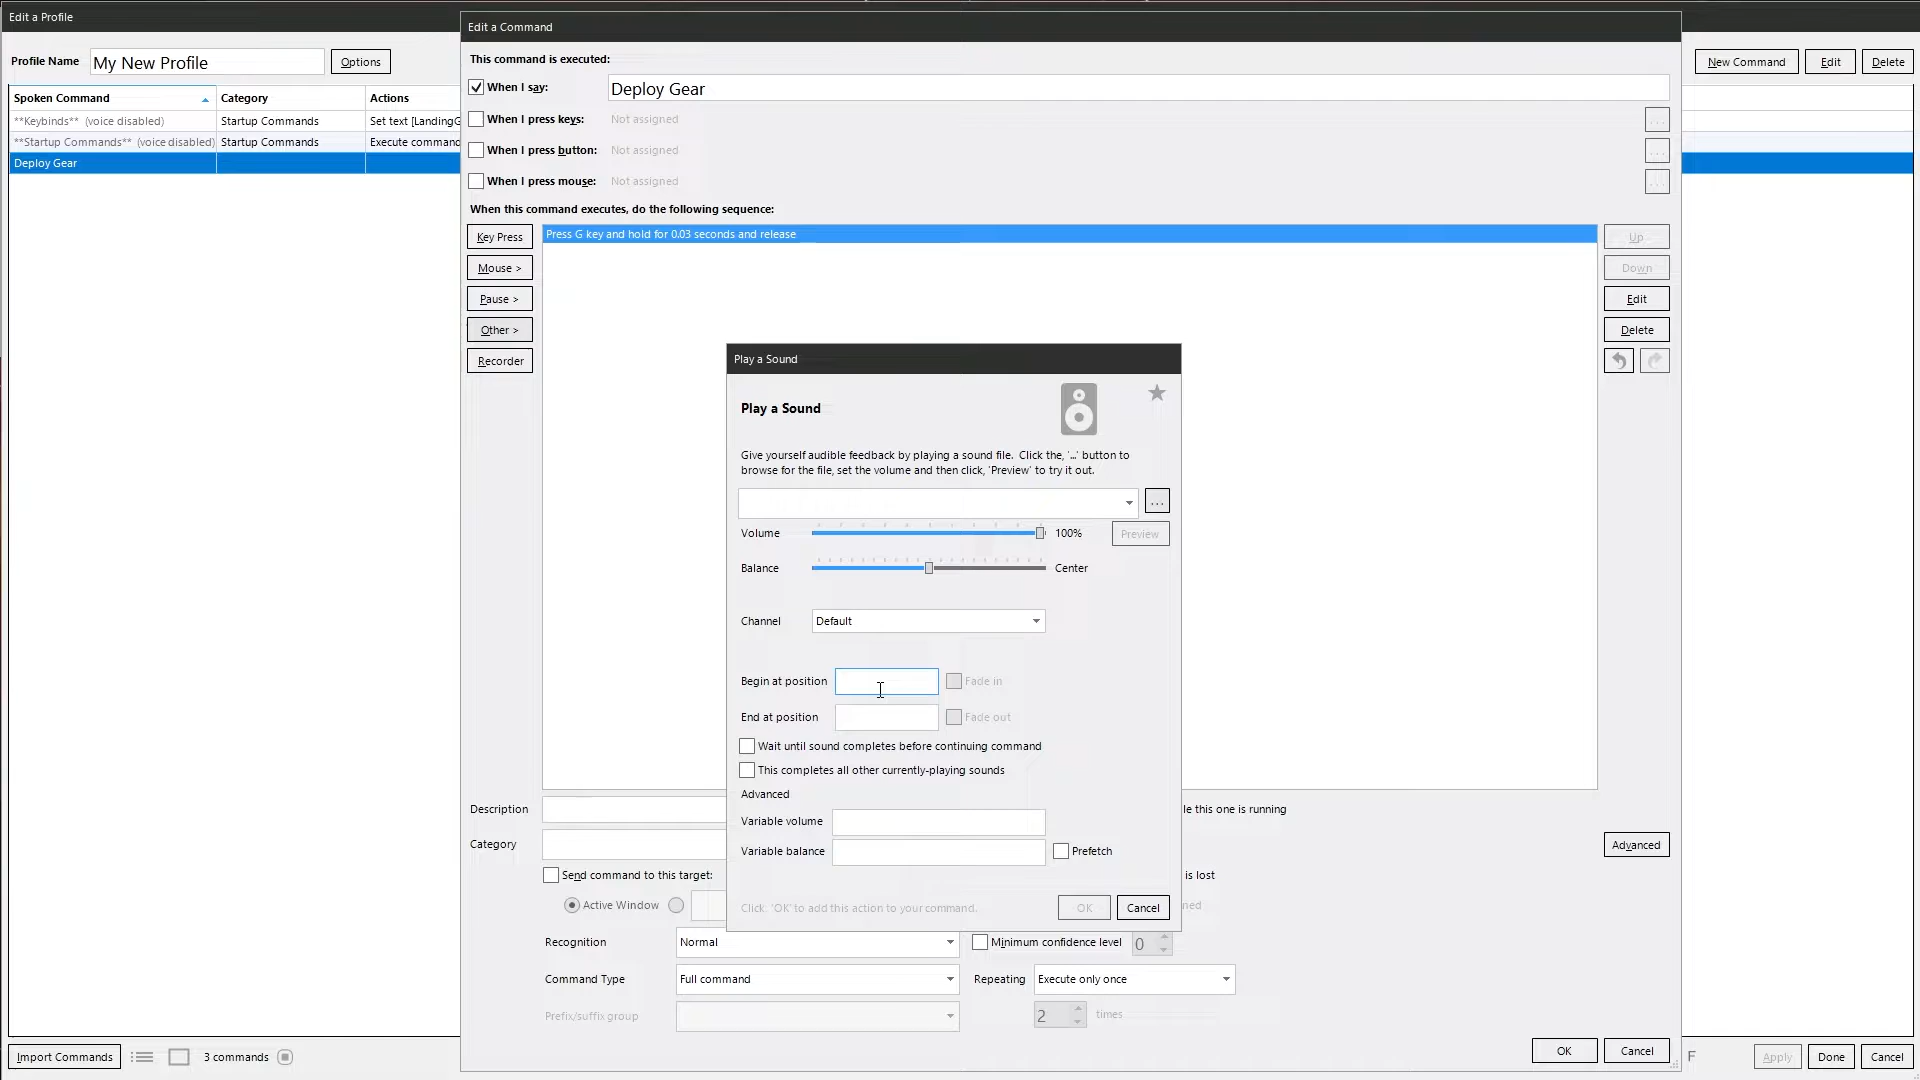 Edit a Profile
Edit a Command
Profile Name My New Profile Options
New Command Edit Delete
Spoken Command Category Actions
**Keybinds** (voice disabled) Startup Commands Set text [LandingG
**Startup Commands** (voice disabled) Startup Commands Execute command
Deploy Gear
This command is executed:
When I say: Deploy Gear
When I press keys: Not assigned ...
When I press button: Not assigned ...
When I press mouse: Not assigned ...
When this command executes, do the following sequence:
Key Press
Mouse >
Pause >
Other >
Recorder
Press G key and hold for 0.03 seconds and release
Up
Down
Edit
Delete
Play a Sound
Play a Sound
Give yourself audible feedback by playing a sound file. Click the, '...' button to
browse for the file, set the volume and then click, 'Preview' to try it out.
...
Volume 100% Preview
Balance Center
Channel Default
Begin at position Fade in
End at position Fade out
Wait until sound completes before continuing command
This completes all other currently-playing sounds
Advanced
Variable volume
Variable balance Prefetch
Click, 'OK' to add this action to your command. OK Cancel
Description le this one is running
Category Advanced
Send command to this target: is lost
Active Window ned
Recognition Normal Minimum confidence level 0
Command Type Full command Repeating Execute only once
Prefix/suffix group 2 times
OK Cancel
Import Commands 3 commands F Apply Done Cancel